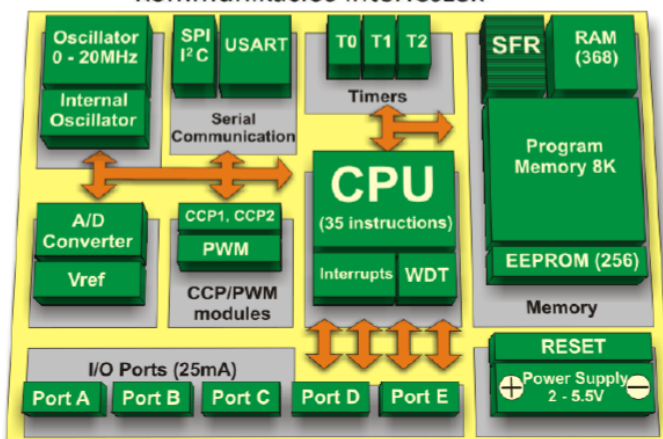 Kommunikációs interfészek
Oscillator
0 - 20MHz
Internal
Oscillator
SPI
I²C
USART
Serial
Communication
T0
T1
T2
Timers
SFR
RAM
(368)
Program
Memory 8K
EEPROM (256)
Memory
CPU
(35 instructions)
Interrupts
WDT
A/D
Converter
Vref
CCP1, CCP2
PWM
CCP/PWM
modules
I/O Ports (25mA)
Port A
Port B
Port C
Port D
Port E
RESET
+
Power Supply
2 - 5.5V
−